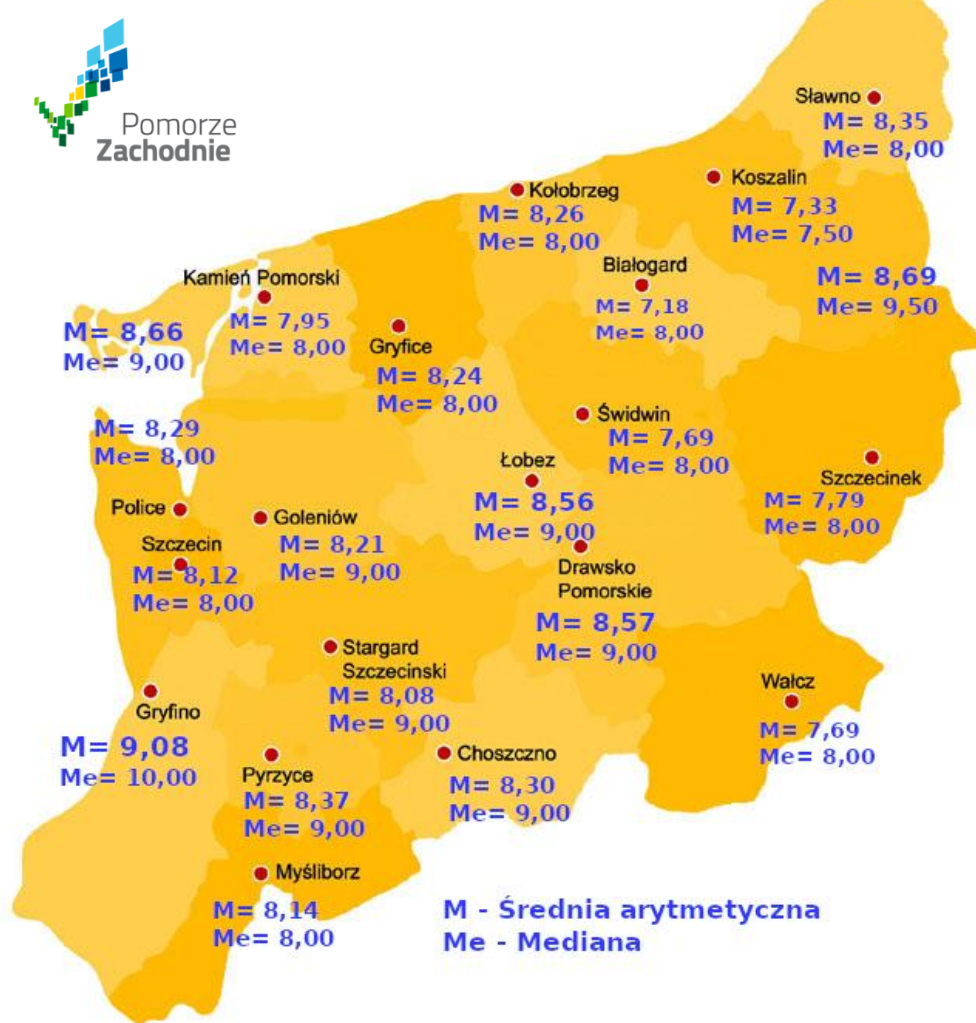 Pomorze
Zachodnie
Sławno
M= 8,35
Me= 8,00
Koszalin
M= 7,33
Me= 7,50
Kołobrzeg
M= 8,26
Me= 8,00
Białogard
M= 7,18
Me= 8,00
M= 8,69
Me= 9,50
Kamień Pomorski
M= 7,95
Me= 8,00
M= 8,66
Me= 9,00
Gryfice
M= 8,24
Me= 8,00
M= 8,29
Me= 8,00
Police
Świdwin
M= 7,69
Me= 8,00
Łobez
M= 8,56
Me= 9,00
Szczecinek
M= 7,79
Me= 8,00
Goleniów
M= 8,21
Me= 9,00
Szczecin
M= 8,12
Me= 8,00
Drawsko
Pomorskie
M= 8,57
Me= 9,00
Stargard
Szczecinski
M= 8,08
Me= 9,00
Wałcz
M= 7,69
Me= 8,00
Gryfino
M= 9,08
Me= 10,00
Pyrzyce
M= 8,37
Me= 9,00
Choszczno
M= 8,30
Me= 9,00
Myśliborz
M= 8,14
Me= 8,00
M - Średnia arytmetyczna
Me - Mediana